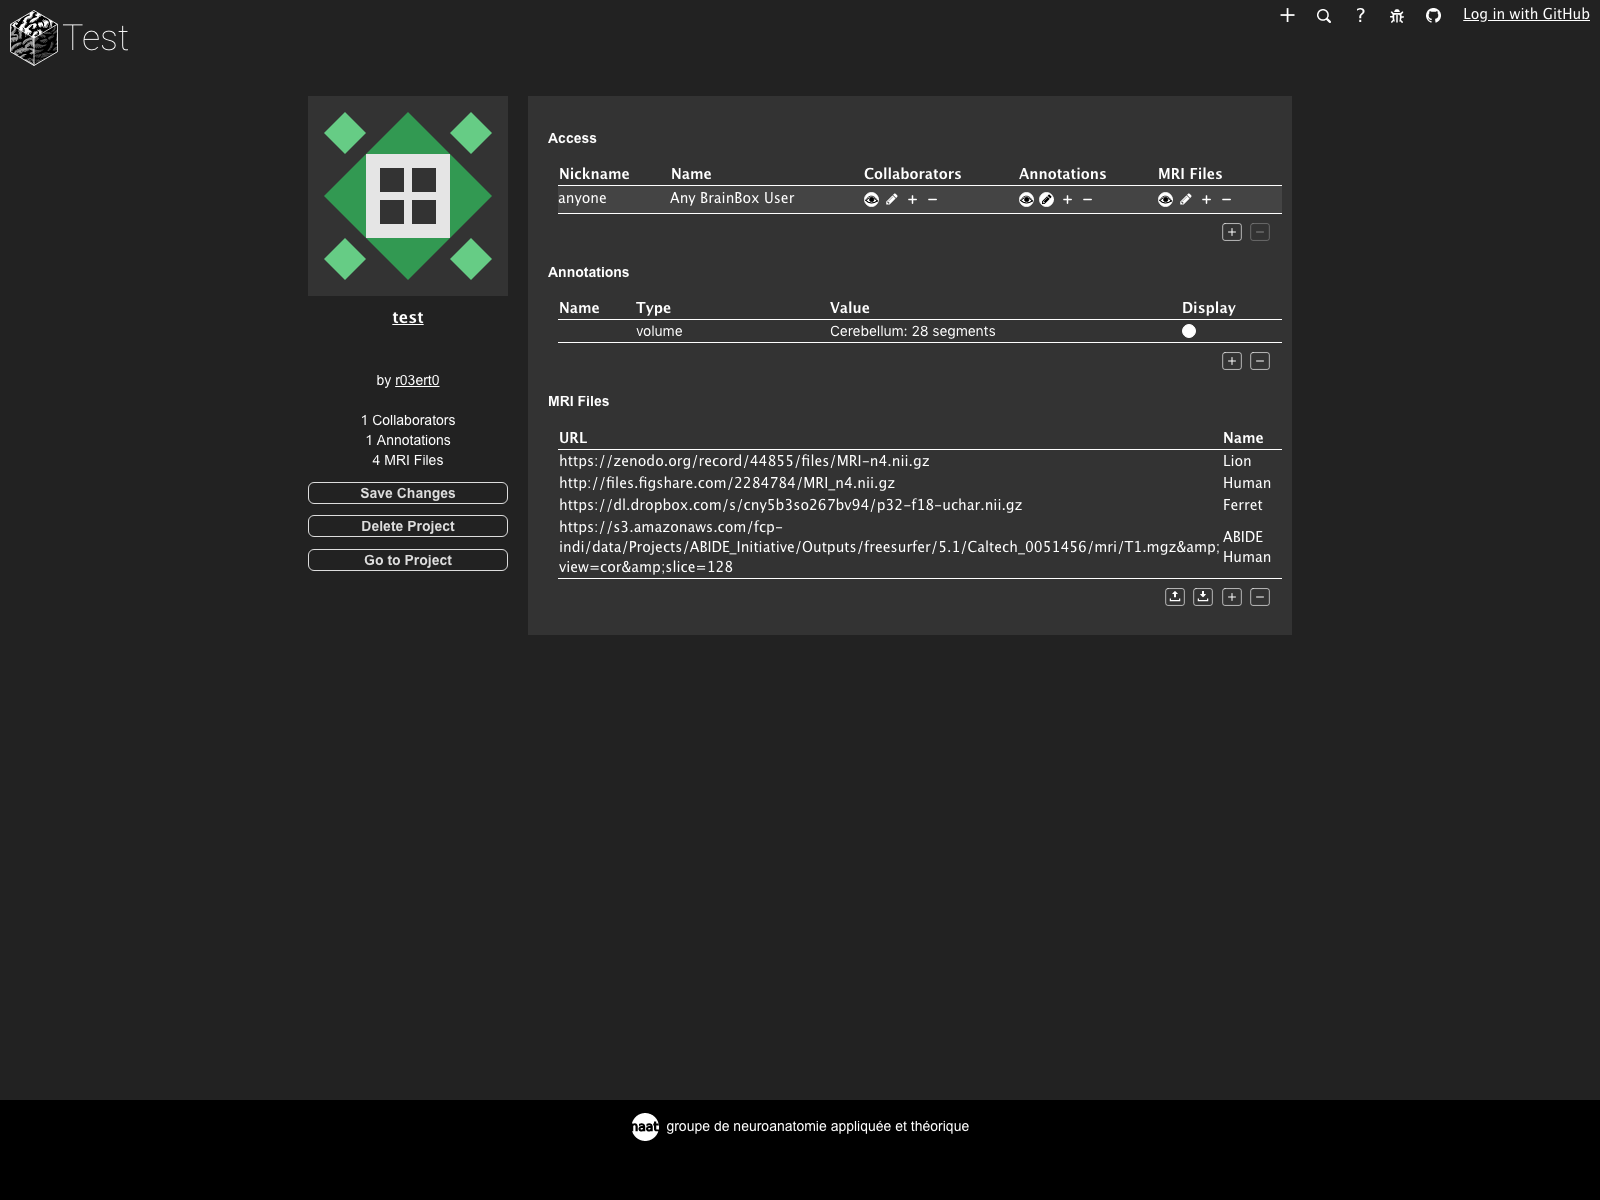 Test
? Log in with GitHub
test
by r03ert0
1 Collaborators
1 Annotations
4 MRI Files
Save Changes
Delete Project
Go to Project
Access
Nickname Name Collaborators Annotations MRI Files
anyone Any BrainBox User
Annotations
Name Type Value Display
volume Cerebellum: 28 segments
MRI Files
URL Name
https://zenodo.org/record/44855/files/MRI-n4.nii.gz Lion
http://files.figshare.com/2284784/MRI_n4.nii.gz Human
https://dl.dropbox.com/s/cny5b3so267bv94/p32-f18-uchar.nii.gz Ferret
https://s3.amazonaws.com/fcp-
indi/data/Projects/ABIDE_Initiative/Outputs/freesurfer/5.1/Caltech_0051456/mri/T1.mgz&amp;
view=cor&amp;slice=128
ABIDE
Human
naat groupe de neuroanatomie appliquée et théorique